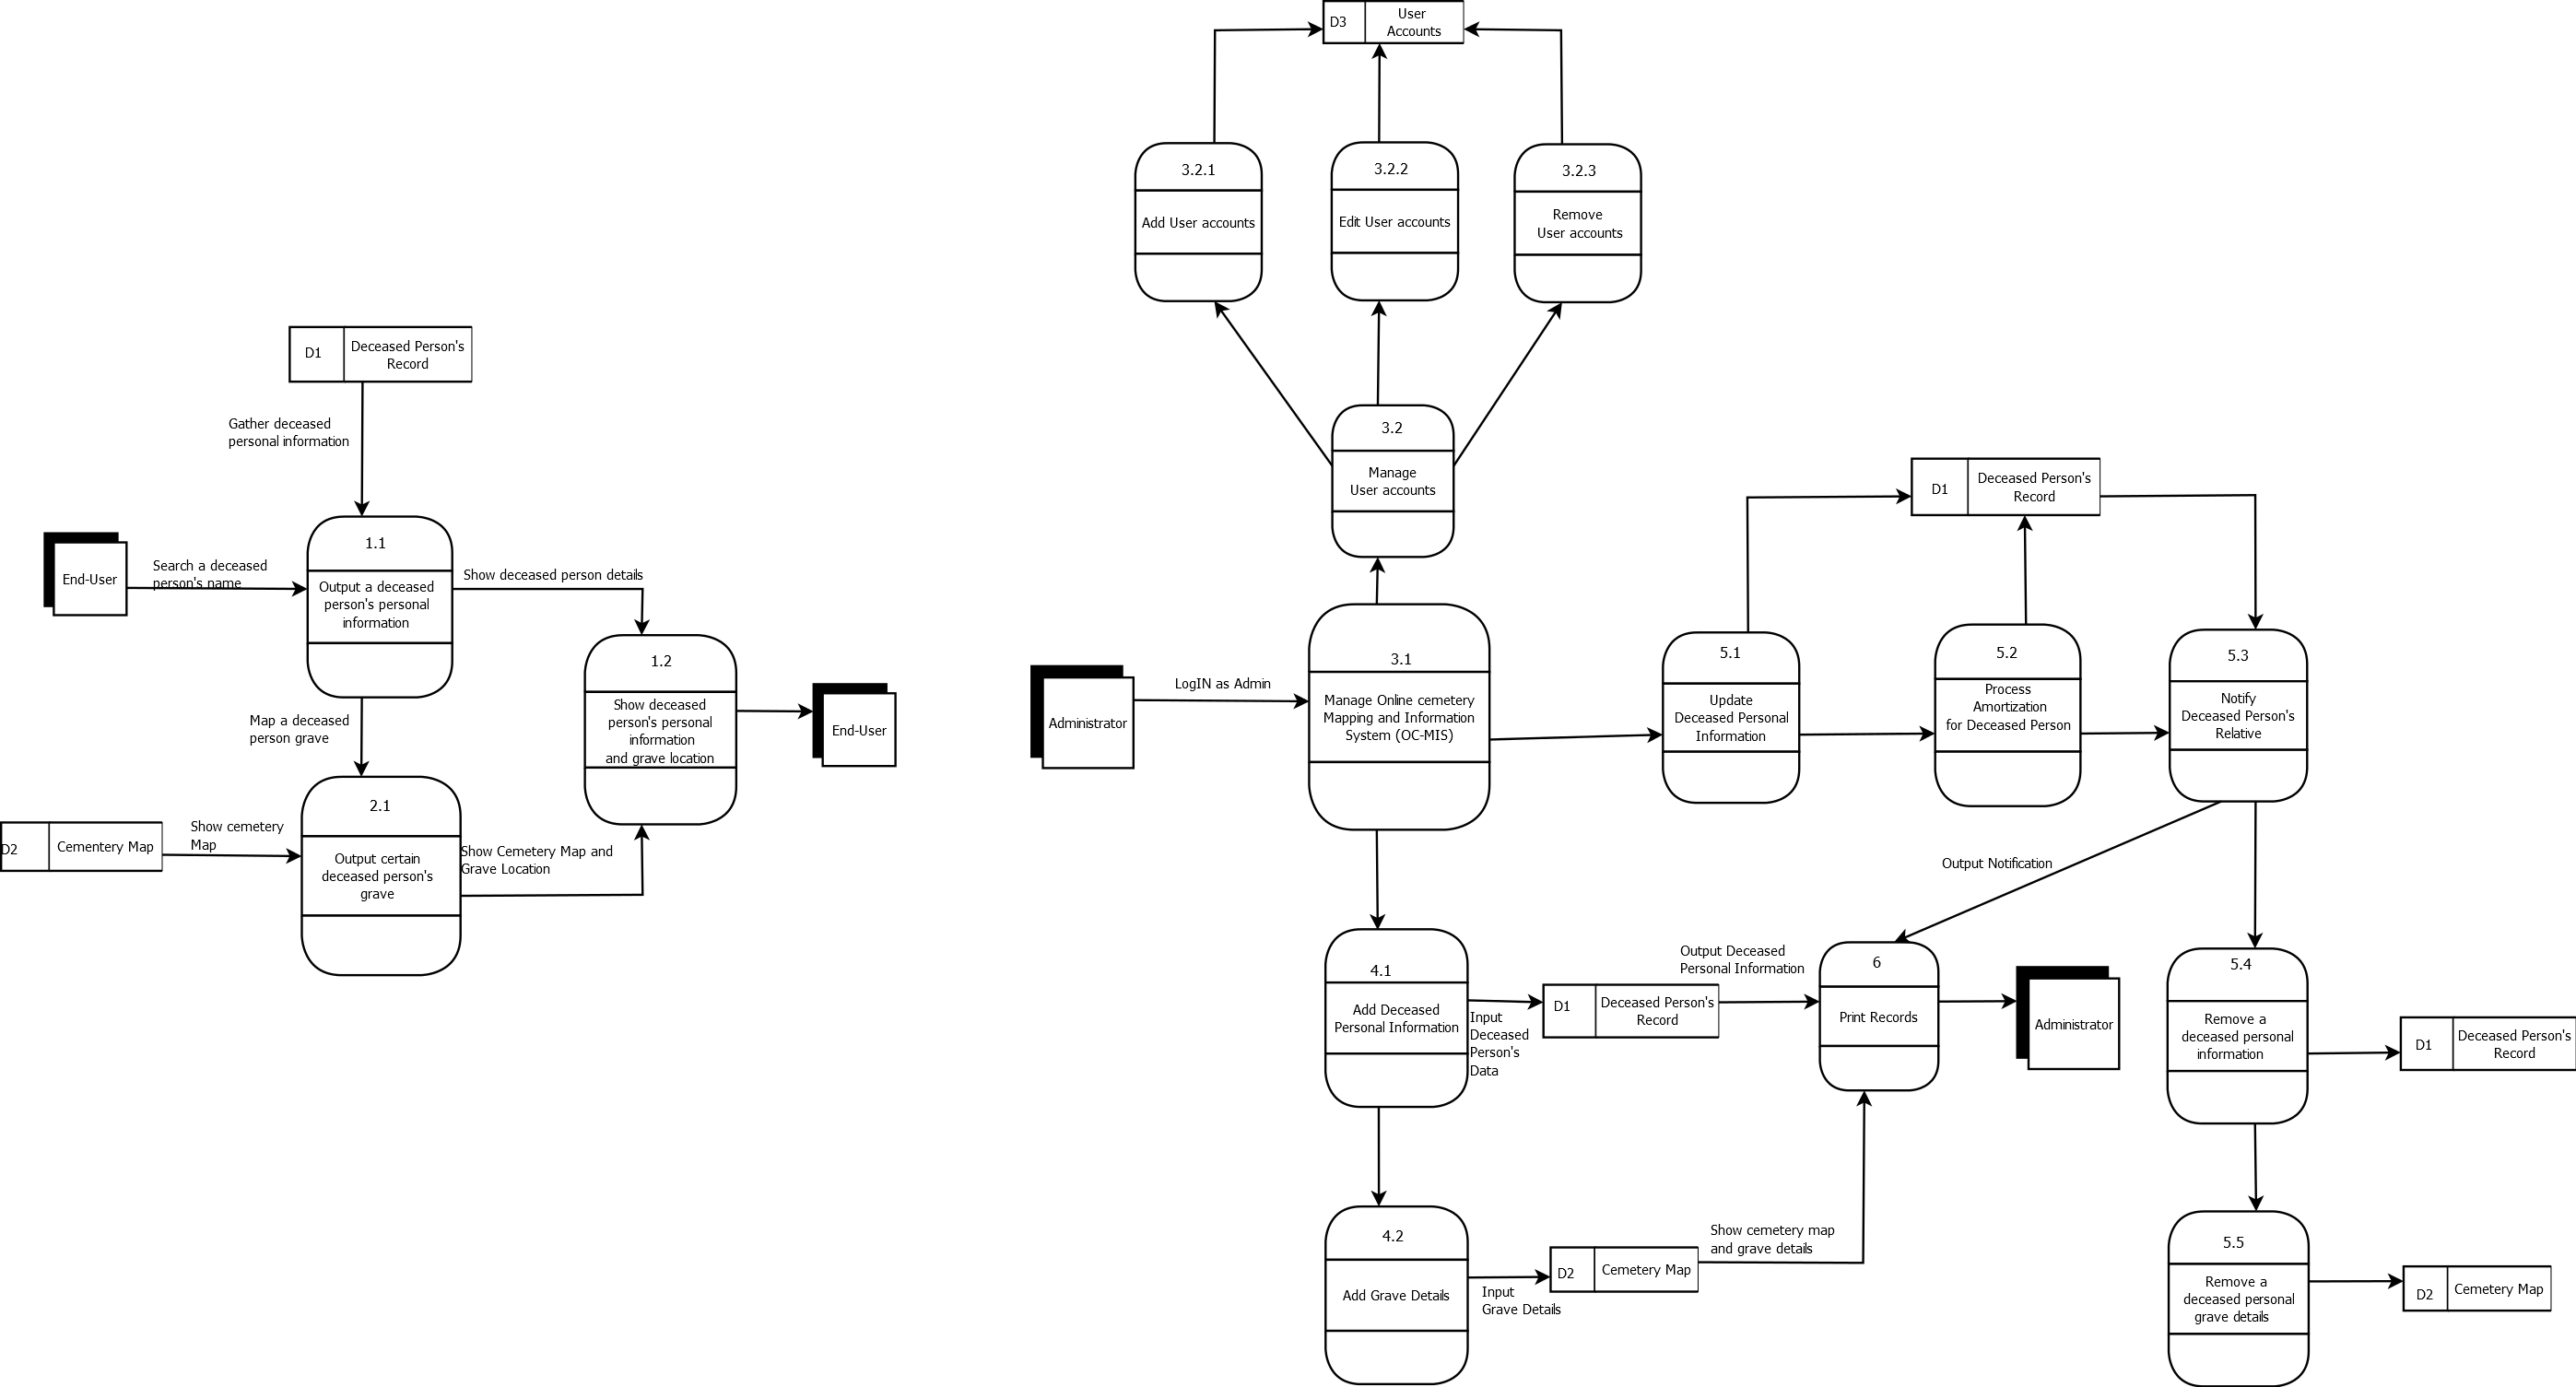 D3
User
Accounts
3.2.1
Add User accounts
3.2.2
Edit User accounts
3.2.3
Remove
User accounts
D1
Deceased Person's
Record
Gather deceased
personal information
End-User
Search a deceased
person's name
1.1
Output a deceased
person's personal
information
Show deceased person details
1.2
Show deceased
person's personal
information
and grave location
End-User
Map a deceased
person grave
D2
Cementery Map
Show cemetery
Map
2.1
Output certain
deceased person's
grave
Show Cemetery Map and
Grave Location
3.2
Manage
User accounts
Administrator
LogIN as Admin
3.1
Manage Online cemetery
Mapping and Information
System (OC-MIS)
D1
Deceased Person's
Record
5.1
Update
Deceased Personal
Information
5.2
Process
Amortization
for Deceased Person
5.3
Notify
Deceased Person's
Relative
Output Notification
4.1
Add Deceased
Personal Information
Input
Deceased
Person's
Data
D1
Deceased Person's
Record
Output Deceased
Personal Information
6
Print Records
Administrator
5.4
Remove a
deceased personal
information
D1
Deceased Person's
Record
4.2
Add Grave Details
Input
Grave Details
D2
Cemetery Map
Show cemetery map
and grave details
5.5
Remove a
deceased personal
grave details
D2
Cemetery Map